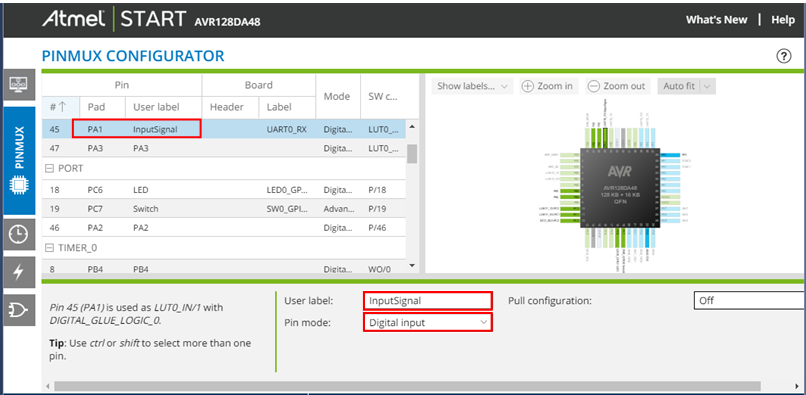 Atmel START AVR128DA48
What's New | Help
PINMUX CONFIGURATOR
Pin Board Mode SW c...
# Pad User label Header Label
45 PA1 InputSignal UART0_RX Digita... LUT0_...
47 PA3 PA3 Digita... LUT0_...
PORT
18 PC6 LED LED0_GP... Digita... P/18
19 PC7 Switch SW0_GPI... Advan... P/19
46 PA2 PA2 Digita... P/46
TIMER_0
8 PB4 PB4 Digita... WO/0
PINMUX
Show labels... Zoom in Zoom out Auto fit
AVR
AVR128DA48
128 KB + 16 KB
QFN
Pin 45 (PA1) is used as LUT0_IN/1 with
DIGITAL_GLUE_LOGIC_0.
Tip: Use ctrl or shift to select more than one
pin.
User label: InputSignal Pull configuration: Off
Pin mode: Digital input